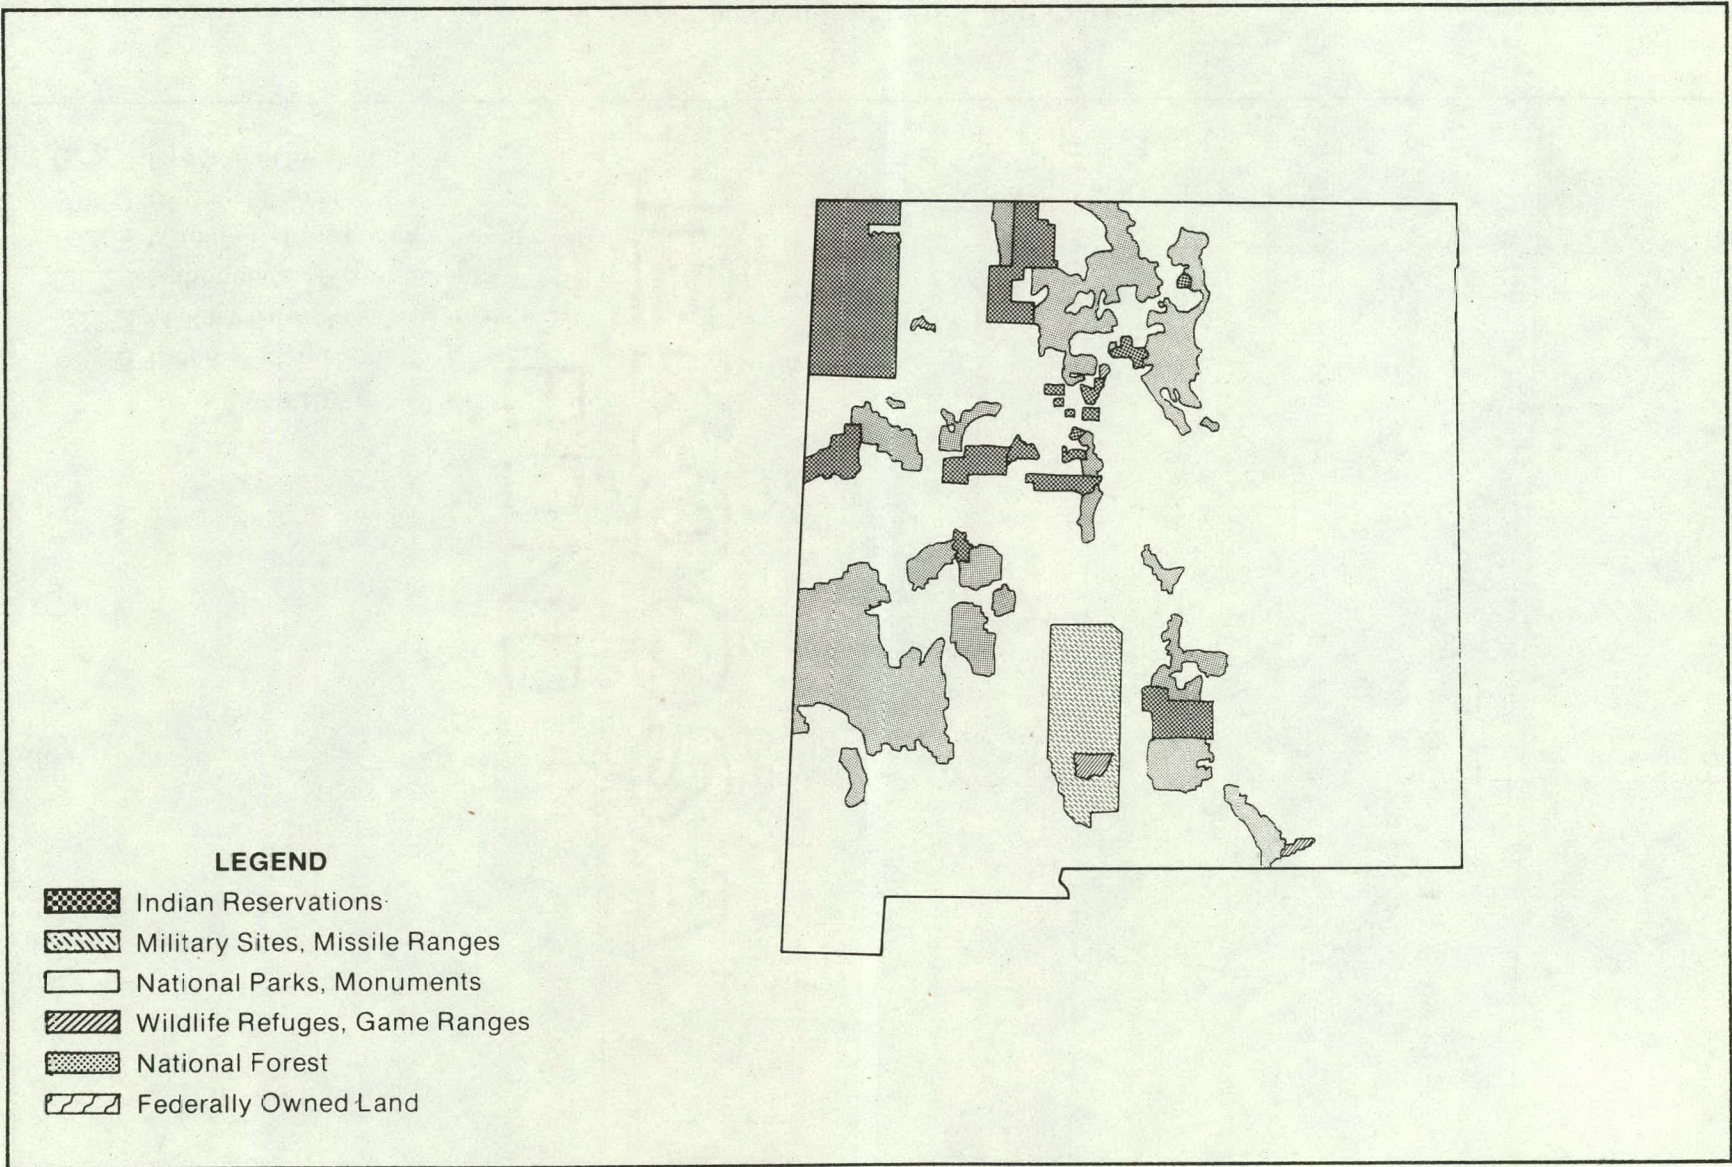 LEGEND
Indian Reservations
Military Sites, Missile Ranges
National Parks, Monuments
Wildlife Refuges, Game Ranges
National Forest
Federally Owned Land